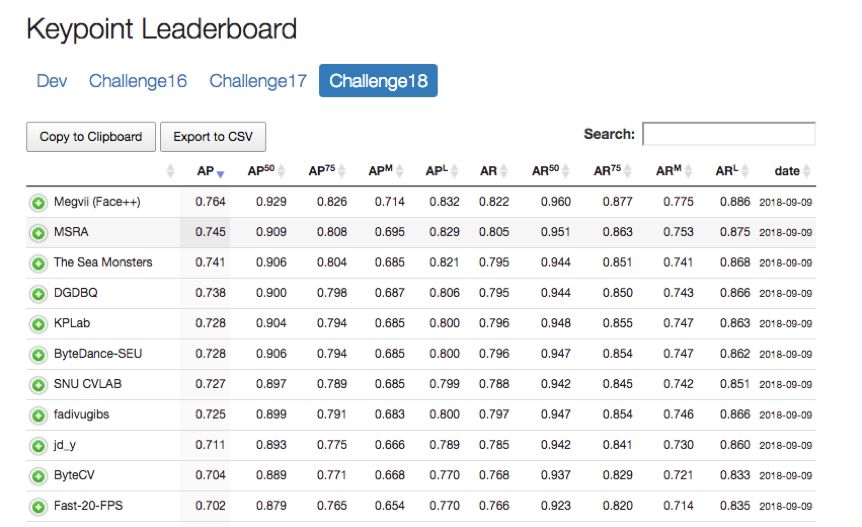 Keypoint Leaderboard
Dev Challenge16 Challenge17 Challenge18
Copy to Clipboard Export to CSV Search:
AP AP50 AP75 APM APL AR AR50 AR75 ARM ARL date
Megvii (Face++) 0.764 0.929 0.826 0.714 0.832 0.822 0.960 0.877 0.775 0.886 2018-09-09
MSRA 0.745 0.909 0.808 0.695 0.829 0.805 0.951 0.863 0.753 0.875 2018-09-09
The Sea Monsters 0.741 0.906 0.804 0.685 0.821 0.795 0.944 0.851 0.741 0.868 2018-09-09
DGDBQ 0.738 0.900 0.798 0.687 0.806 0.795 0.944 0.850 0.743 0.866 2018-09-09
KPLab 0.728 0.904 0.794 0.685 0.800 0.796 0.948 0.855 0.747 0.863 2018-09-09
ByteDance-SEU 0.728 0.906 0.794 0.685 0.800 0.796 0.947 0.854 0.747 0.862 2018-09-09
SNU CVLAB 0.727 0.897 0.789 0.685 0.799 0.788 0.942 0.845 0.742 0.851 2018-09-09
fadivugibs 0.725 0.899 0.791 0.683 0.800 0.797 0.947 0.854 0.746 0.866 2018-09-09
jd_y 0.711 0.893 0.775 0.666 0.789 0.785 0.942 0.841 0.730 0.860 2018-09-09
ByteCV 0.704 0.889 0.771 0.668 0.770 0.768 0.937 0.829 0.721 0.833 2018-09-09
Fast-20-FPS 0.702 0.879 0.765 0.654 0.770 0.766 0.923 0.820 0.714 0.835 2018-09-09